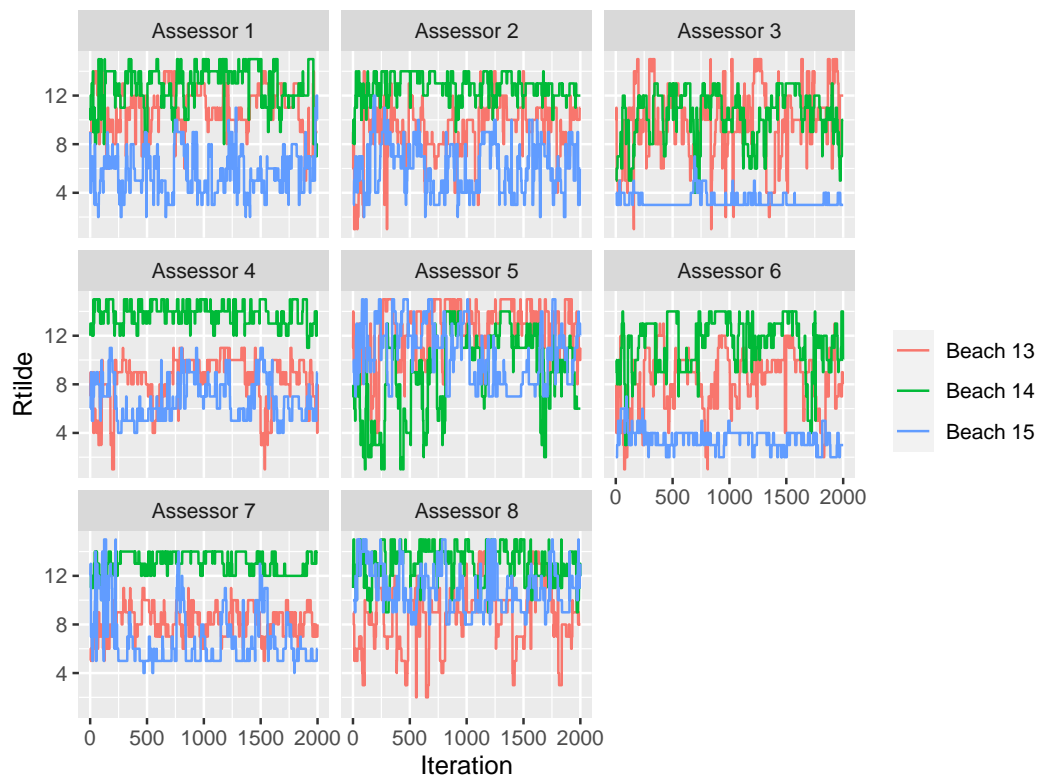 Assessor 1 Assessor 2 Assessor 3
12
8
4
Assessor 4 Assessor 5 Assessor 6
12
8
4
0 500 1000 1500 2000
Assessor 7 Assessor 8
12
8
4
0 500 1000 1500 2000 0 500 1000 1500 2000
Iteration
Rtilde
Beach 13
Beach 14
Beach 15